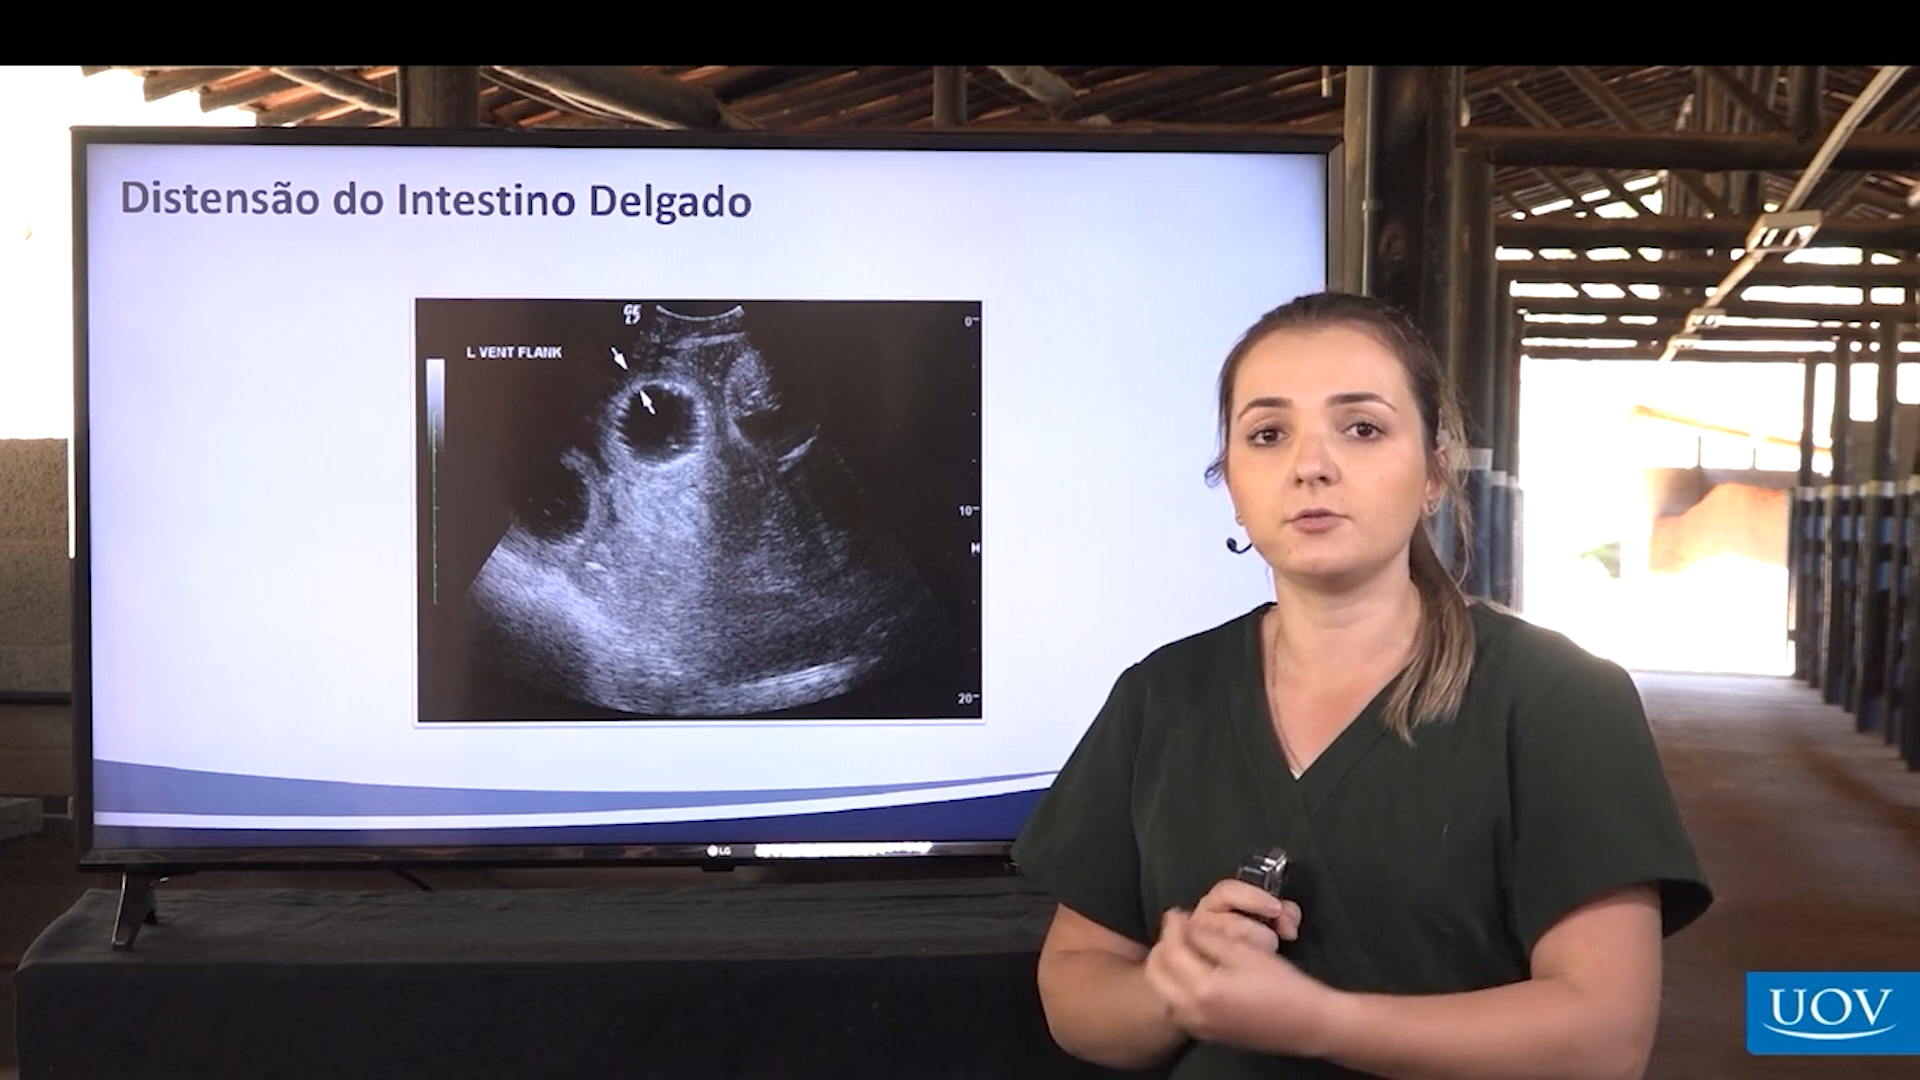 Distensão do Intestino Delgado
L VENT FLANK
0
10
20
LG
UOV